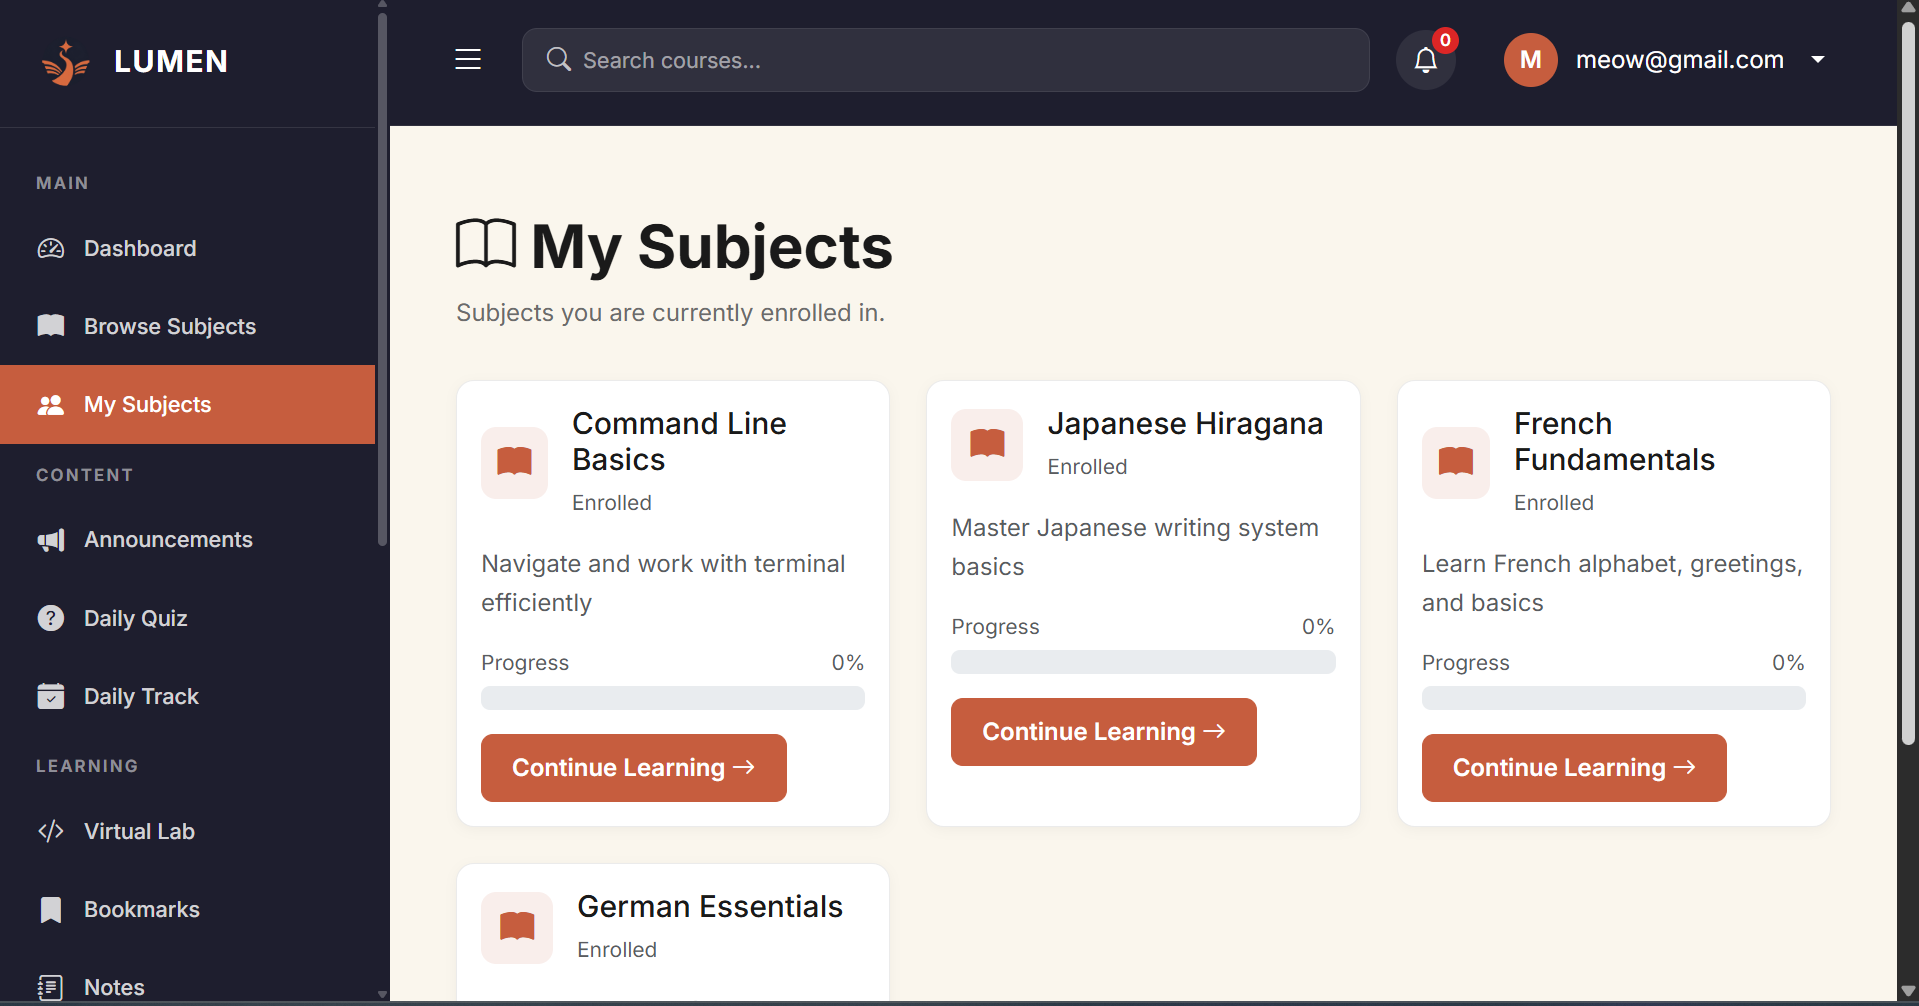 LUMEN
Search courses...
0
M
meow@gmail.com
MAIN
Dashboard
Browse Subjects
My Subjects
CONTENT
Announcements
Daily Quiz
Daily Track
LEARNING
Virtual Lab
Bookmarks
Notes
My Subjects
Subjects you are currently enrolled in.
Command Line
Basics
Enrolled
Navigate and work with terminal
efficiently
Progress 0%
Continue Learning →
Japanese Hiragana
Enrolled
Master Japanese writing system
basics
Progress 0%
Continue Learning →
French
Fundamentals
Enrolled
Learn French alphabet, greetings,
and basics
Progress 0%
Continue Learning →
German Essentials
Enrolled